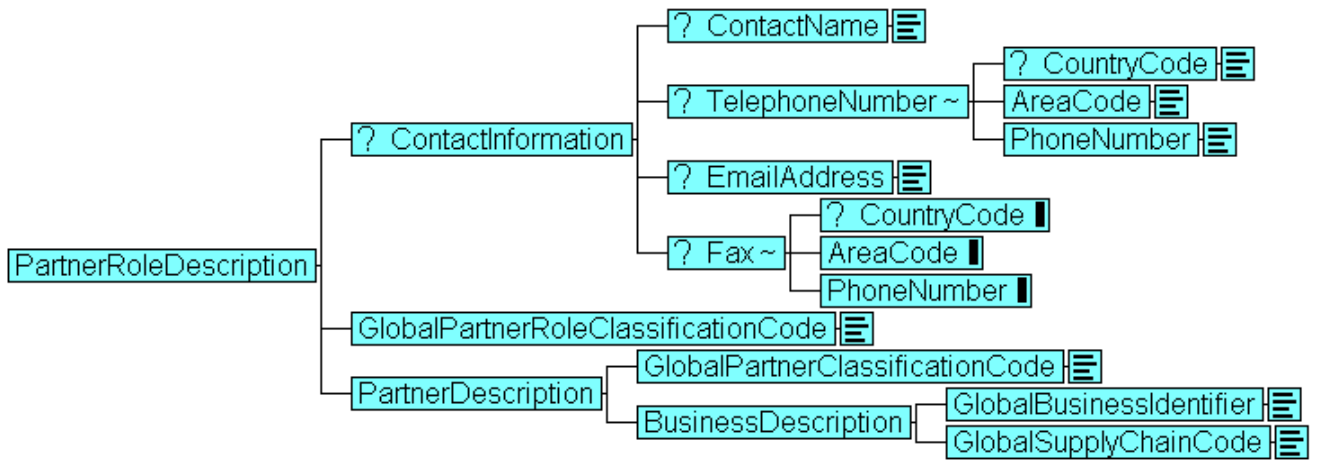 ? ContactName
? CountryCode
? TelephoneNumber ~
AreaCode
? ContactInformation
PhoneNumber
? EmailAddress
? CountryCode
? Fax ~
AreaCode
PartnerRoleDescription
PhoneNumber
GlobalPartnerRoleClassificationCode
GlobalPartnerClassificationCode
PartnerDescription
GlobalBusinessIdentifier
BusinessDescription
GlobalSupplyChainCode